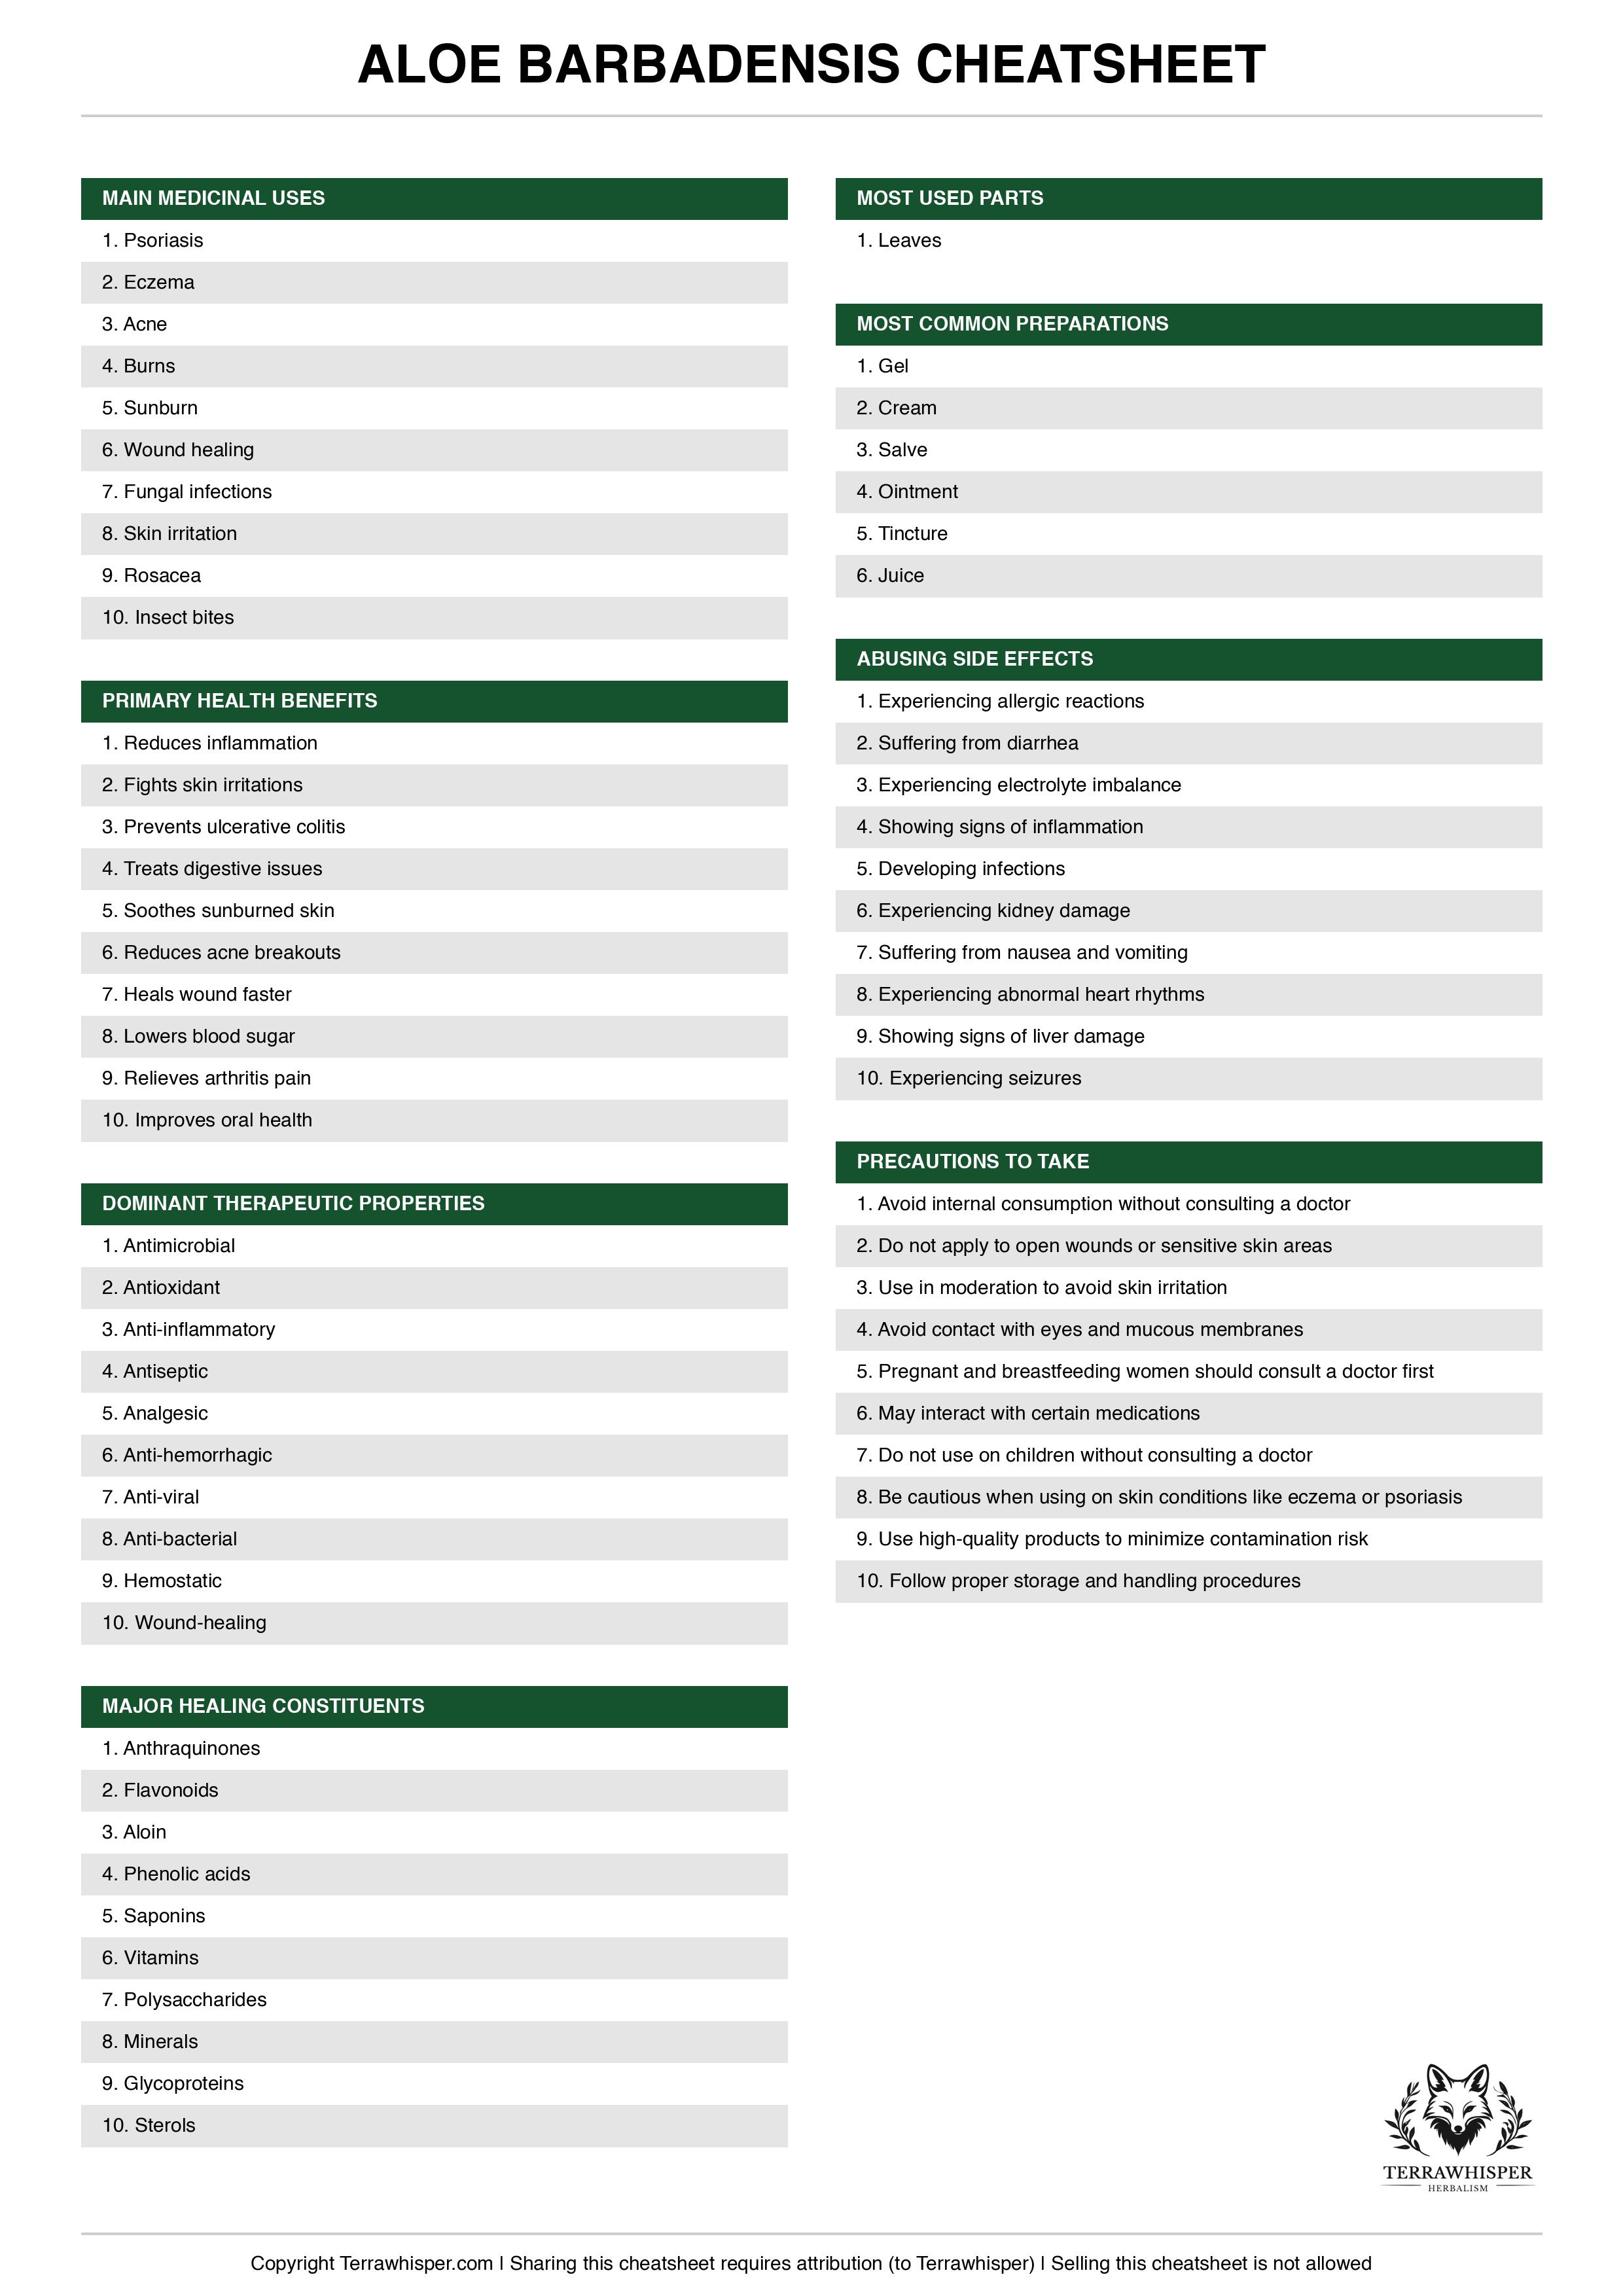 ALOE BARBADENSIS CHEATSHEET
MAIN MEDICINAL USES
1. Psoriasis
2. Eczema
3. Acne
4. Burns
5. Sunburn
6. Wound healing
7. Fungal infections
8. Skin irritation
9. Rosacea
10. Insect bites
PRIMARY HEALTH BENEFITS
1. Reduces inflammation
2. Fights skin irritations
3. Prevents ulcerative colitis
4. Treats digestive issues
5. Soothes sunburned skin
6. Reduces acne breakouts
7. Heals wound faster
8. Lowers blood sugar
9. Relieves arthritis pain
10. Improves oral health
DOMINANT THERAPEUTIC PROPERTIES
1. Antimicrobial
2. Antioxidant
3. Anti-inflammatory
4. Antiseptic
5. Analgesic
6. Anti-hemorrhagic
7. Anti-viral
8. Anti-bacterial
9. Hemostatic
10. Wound-healing
MAJOR HEALING CONSTITUENTS
1. Anthraquinones
2. Flavonoids
3. Aloin
4. Phenolic acids
5. Saponins
6. Vitamins
7. Polysaccharides
8. Minerals
9. Glycoproteins
10. Sterols
MOST USED PARTS
1. Leaves
MOST COMMON PREPARATIONS
1. Gel
2. Cream
3. Salve
4. Ointment
5. Tincture
6. Juice
ABUSING SIDE EFFECTS
1. Experiencing allergic reactions
2. Suffering from diarrhea
3. Experiencing electrolyte imbalance
4. Showing signs of inflammation
5. Developing infections
6. Experiencing kidney damage
7. Suffering from nausea and vomiting
8. Experiencing abnormal heart rhythms
9. Showing signs of liver damage
10. Experiencing seizures
PRECAUTIONS TO TAKE
1. Avoid internal consumption without consulting a doctor
2. Do not apply to open wounds or sensitive skin areas
3. Use in moderation to avoid skin irritation
4. Avoid contact with eyes and mucous membranes
5. Pregnant and breastfeeding women should consult a doctor first
6. May interact with certain medications
7. Do not use on children without consulting a doctor
8. Be cautious when using on skin conditions like eczema or psoriasis
9. Use high-quality products to minimize contamination risk
10. Follow proper storage and handling procedures
TERRAWHISPER
HERBALISM
Copyright Terrawhisper.com | Sharing this cheatsheet requires attribution (to Terrawhisper) | Selling this cheatsheet is not allowed